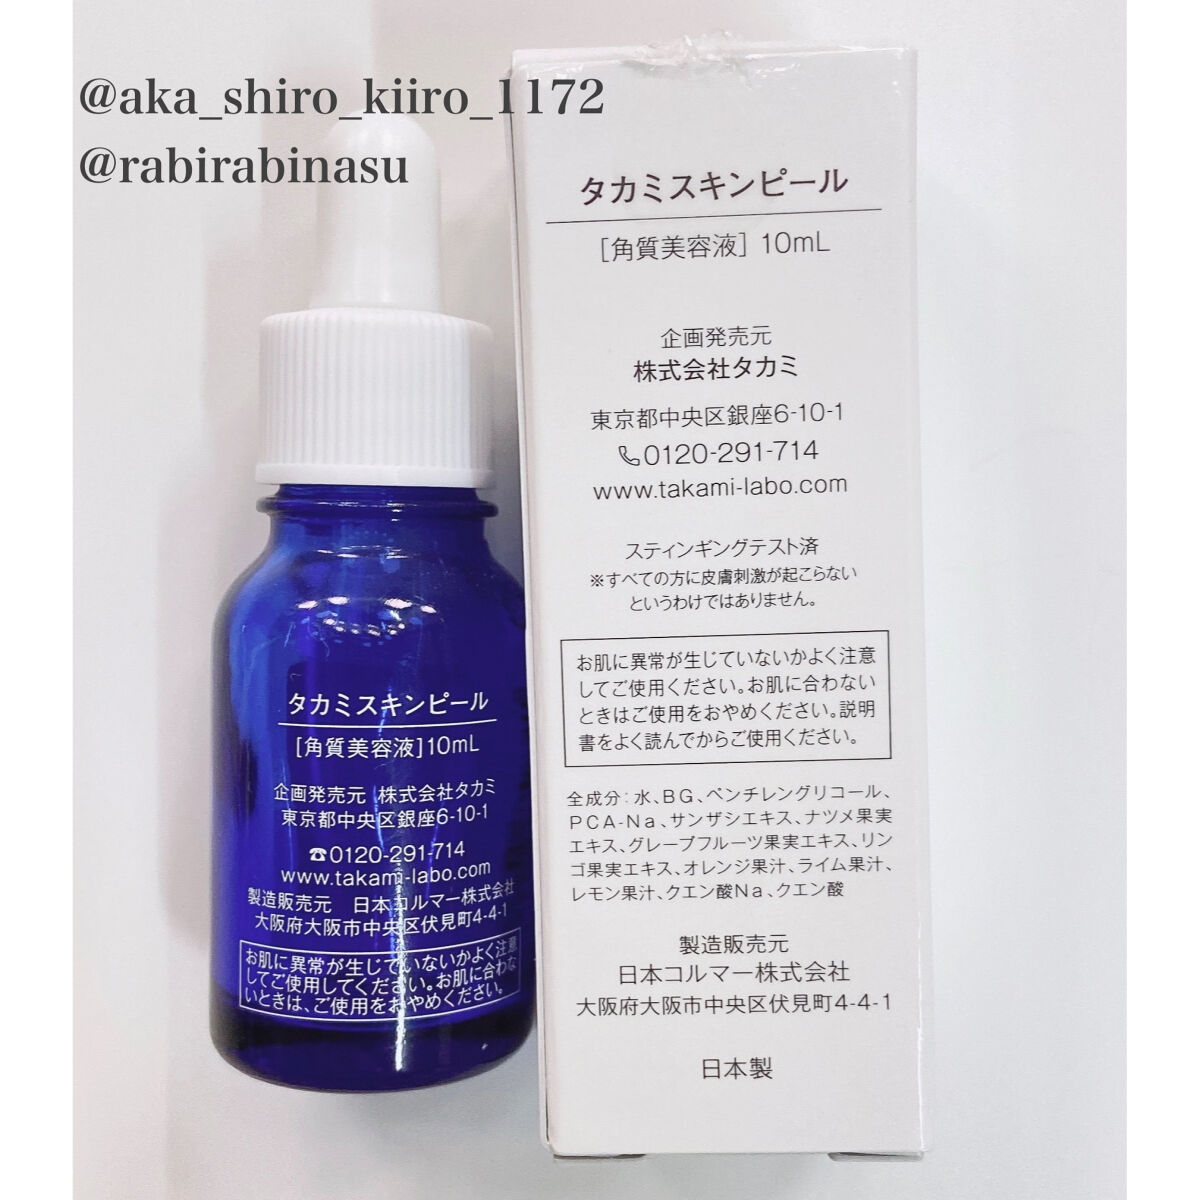 @aka_shiro_kiiro_1172
@rabirabinasu
タカミスキンピール
[角質美容液] 10mL
企画発売元
株式会社タカミ
東京都中央区銀座6-10-1
0120-291-714
www.takami-labo.com
スティンギングテスト済
※すべての方に皮膚刺激が起こらない
というわけではありません。
お肌に異常が生じていないかよく注意
してご使用ください。お肌に合わない
ときはご使用をおやめください。説明
書をよく読んでからご使用ください。
全成分:水、BG、ペンチレングリコール、
PCA-Na、サンザシエキス、ナツメ果実
エキス、グレープフルーツ果実エキス、リン
ゴ果実エキス、オレンジ果汁、ライム果汁、
レモン果汁、クエン酸Na、クエン酸
製造販売元
日本コルマー株式会社
大阪府大阪市中央区伏見町4-4-1
日本製
タカミスキンピール
[角質美容液]10mL
企画発売元 株式会社タカミ
東京都中央区銀座6-10-1
☎0120-291-714
www.takami-labo.com
製造販売元 日本コルマー株式会社
大阪府大阪市中央区伏見町4-4-1
お肌に異常が生じていないかよく注意
してご使用してください。お肌に合わな
いときは、ご使用をおやめください。